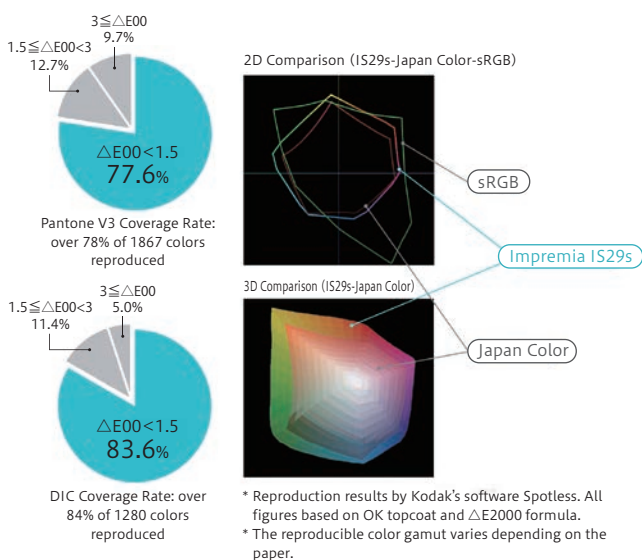 3≦△E00
9.7%
1.5≦△E00<3
12.7%
△E00<1.5
77.6%
Pantone V3 Coverage Rate:
over 78% of 1867 colors
reproduced
3≦△E00
5.0%
1.5≦△E00<3
11.4%
△E00<1.5
83.6%
DIC Coverage Rate: over
84% of 1280 colors
reproduced
2D Comparison (IS29s-Japan Color-sRGB)
sRGB
Impremia IS29s
3D Comparison (IS29s-Japan Color)
Japan Color
* Reproduction results by Kodak's software Spotless. All
figures based on OK topcoat and △E2000 formula.
* The reproducible color gamut varies depending on the
paper.